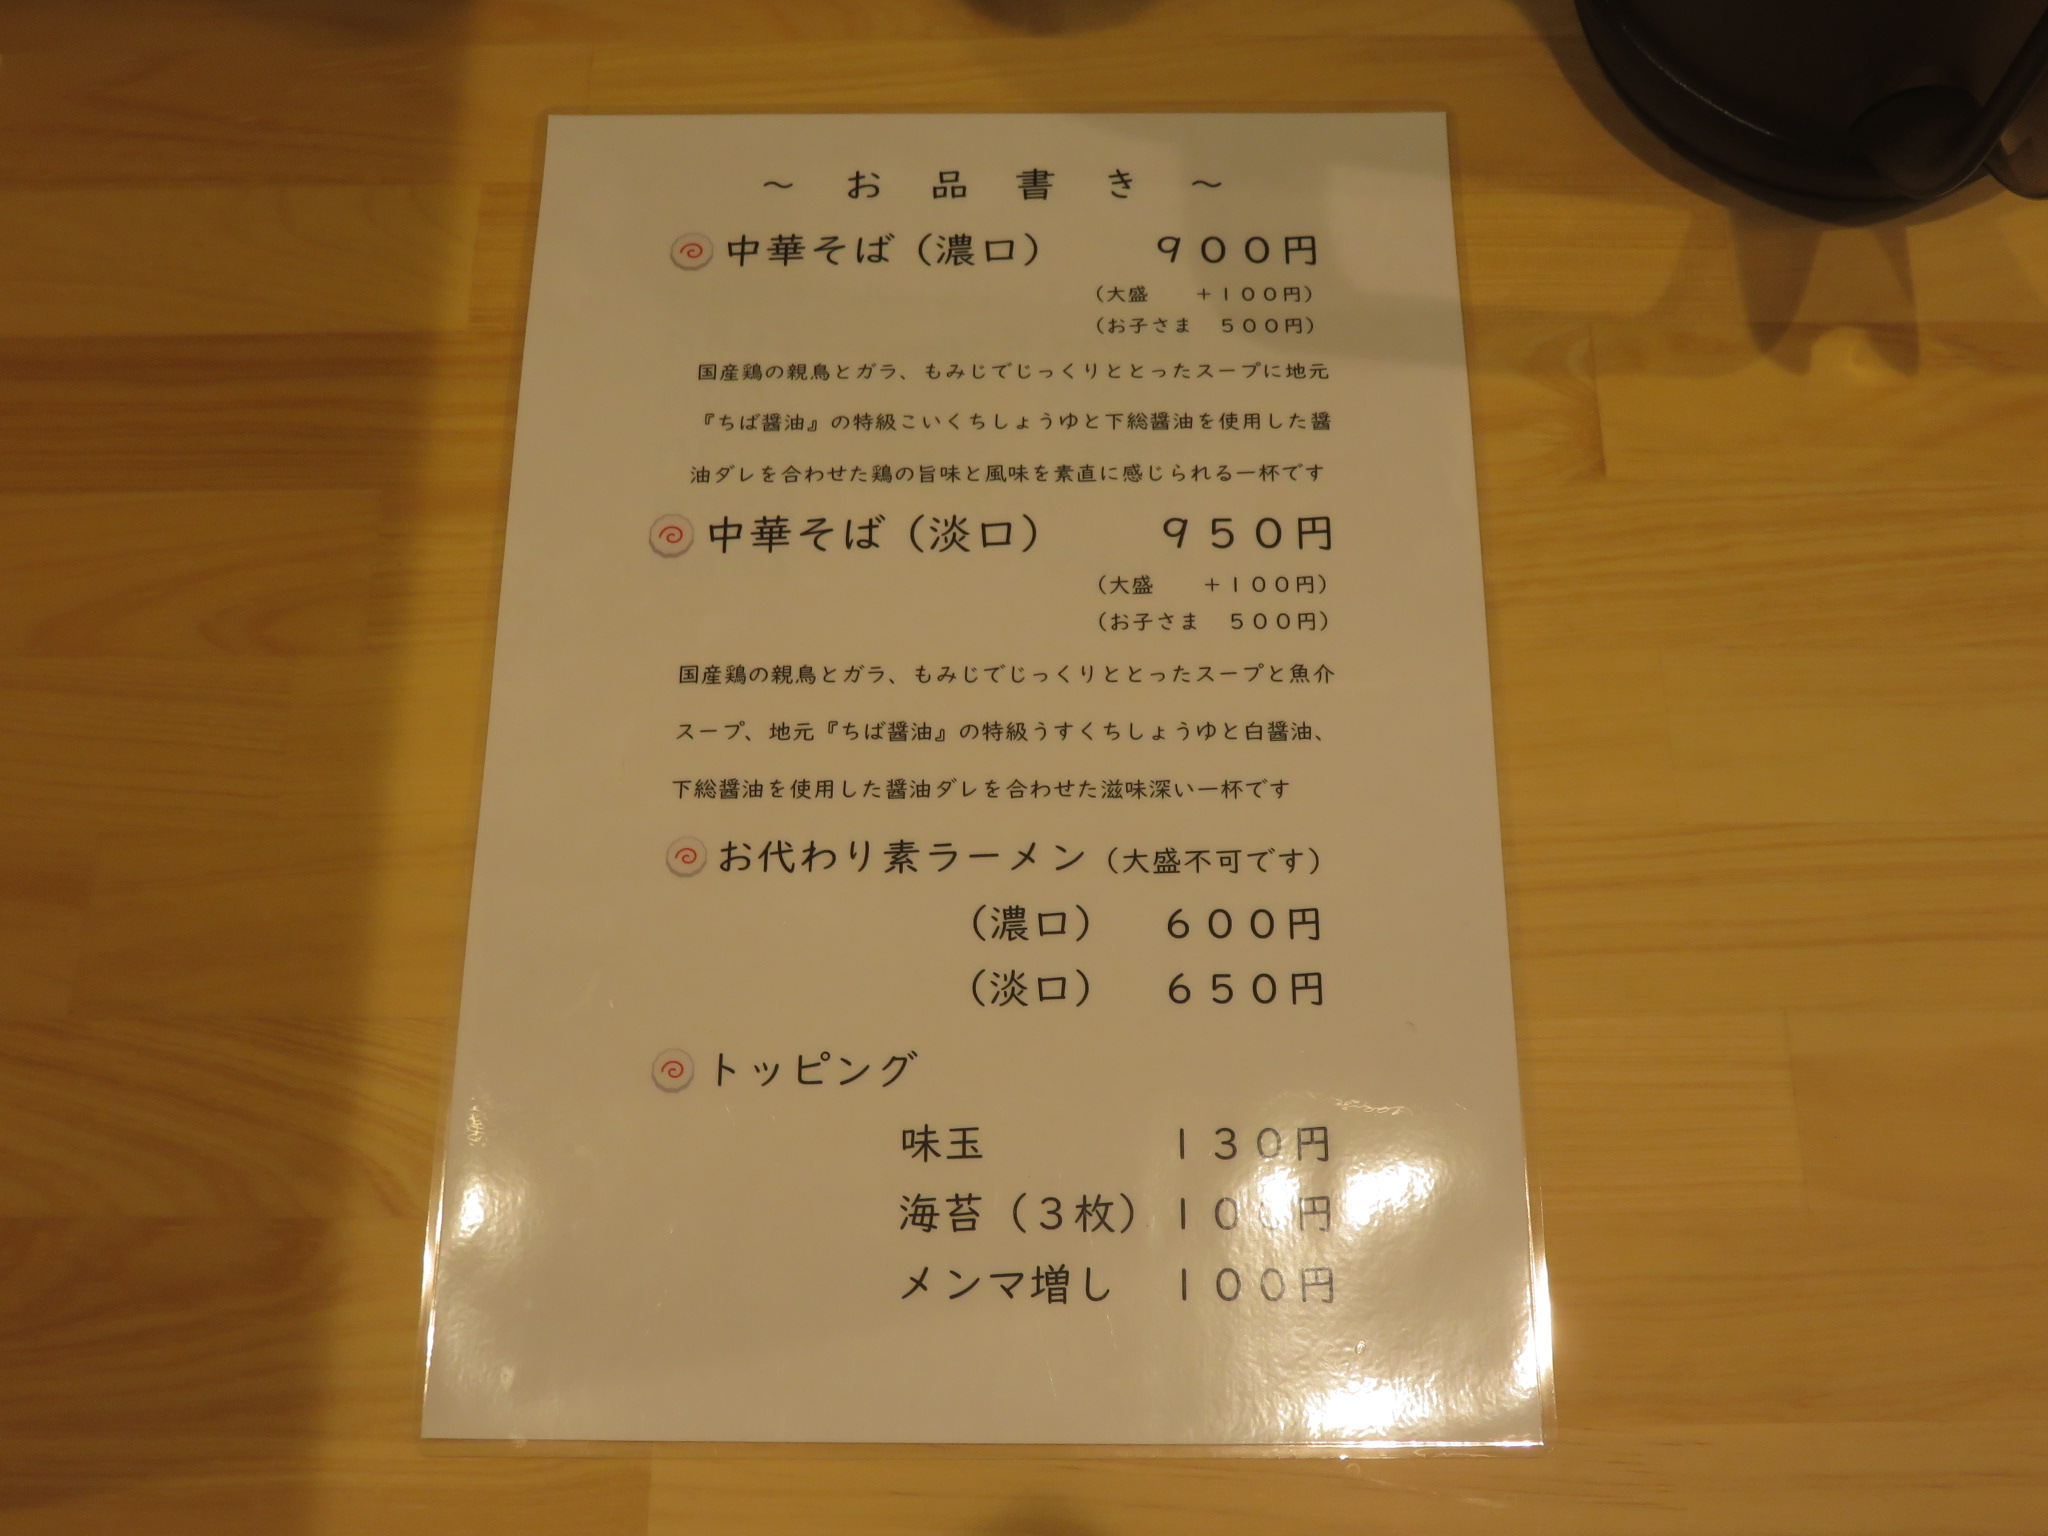 ～ お 品 書 き ～
中華そば（濃口） ９００円
（大盛 ＋１００円）
（お子さま ５００円）
国産鶏の親鳥とガラ、もみじでじっくりととったスープに地元
『ちば醤油』の特級こいくちしょうゆと下総醤油を使用した醤
油ダレを合わせた鶏の旨味と風味を素直に感じられる一杯です
中華そば（淡口） ９５０円
（大盛 ＋１００円）
（お子さま ５００円）
国産鶏の親鳥とガラ、もみじでじっくりととったスープと魚介
スープ、地元『ちば醤油』の特級うすくちしょうゆと白醤油、
下総醤油を使用した醤油ダレを合わせた滋味深い一杯です
お代わり素ラーメン（大盛不可です）
（濃口） ６００円
（淡口） ６５０円
トッピング
味玉 １３０円
海苔（３枚） １００円
メンマ増し １００円